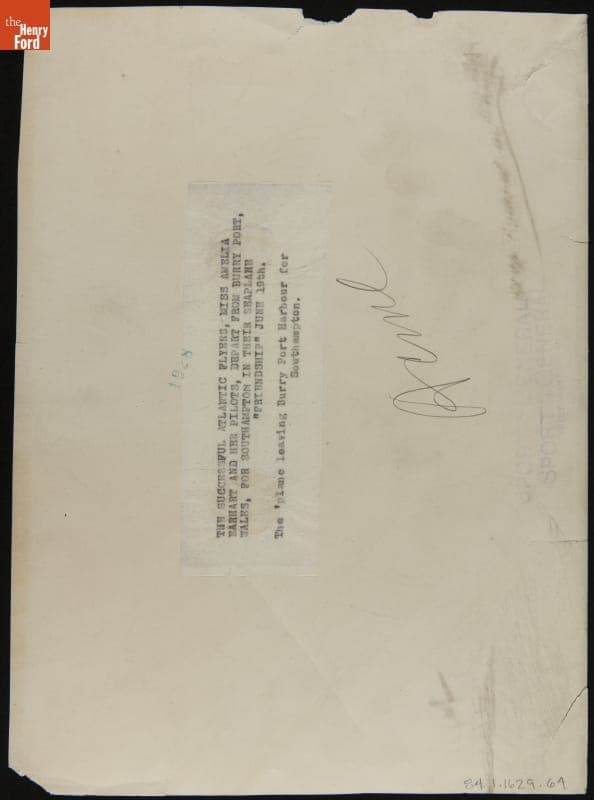 the
Henry
Ford
1928
THE SUCCESSFUL ATLANTIC FLYERS, MISS AMELIA
EARHART AND HER PILOTS, DEPART FROM BURRY PORT,
WALES, FOR SOUTHAMPTON IN THEIR SEAPLANE
"FRIENDSHIP" JUNE 19th.
The 'plane leaving Burry Port Harbour for
Southampton.
84.1.1629.64